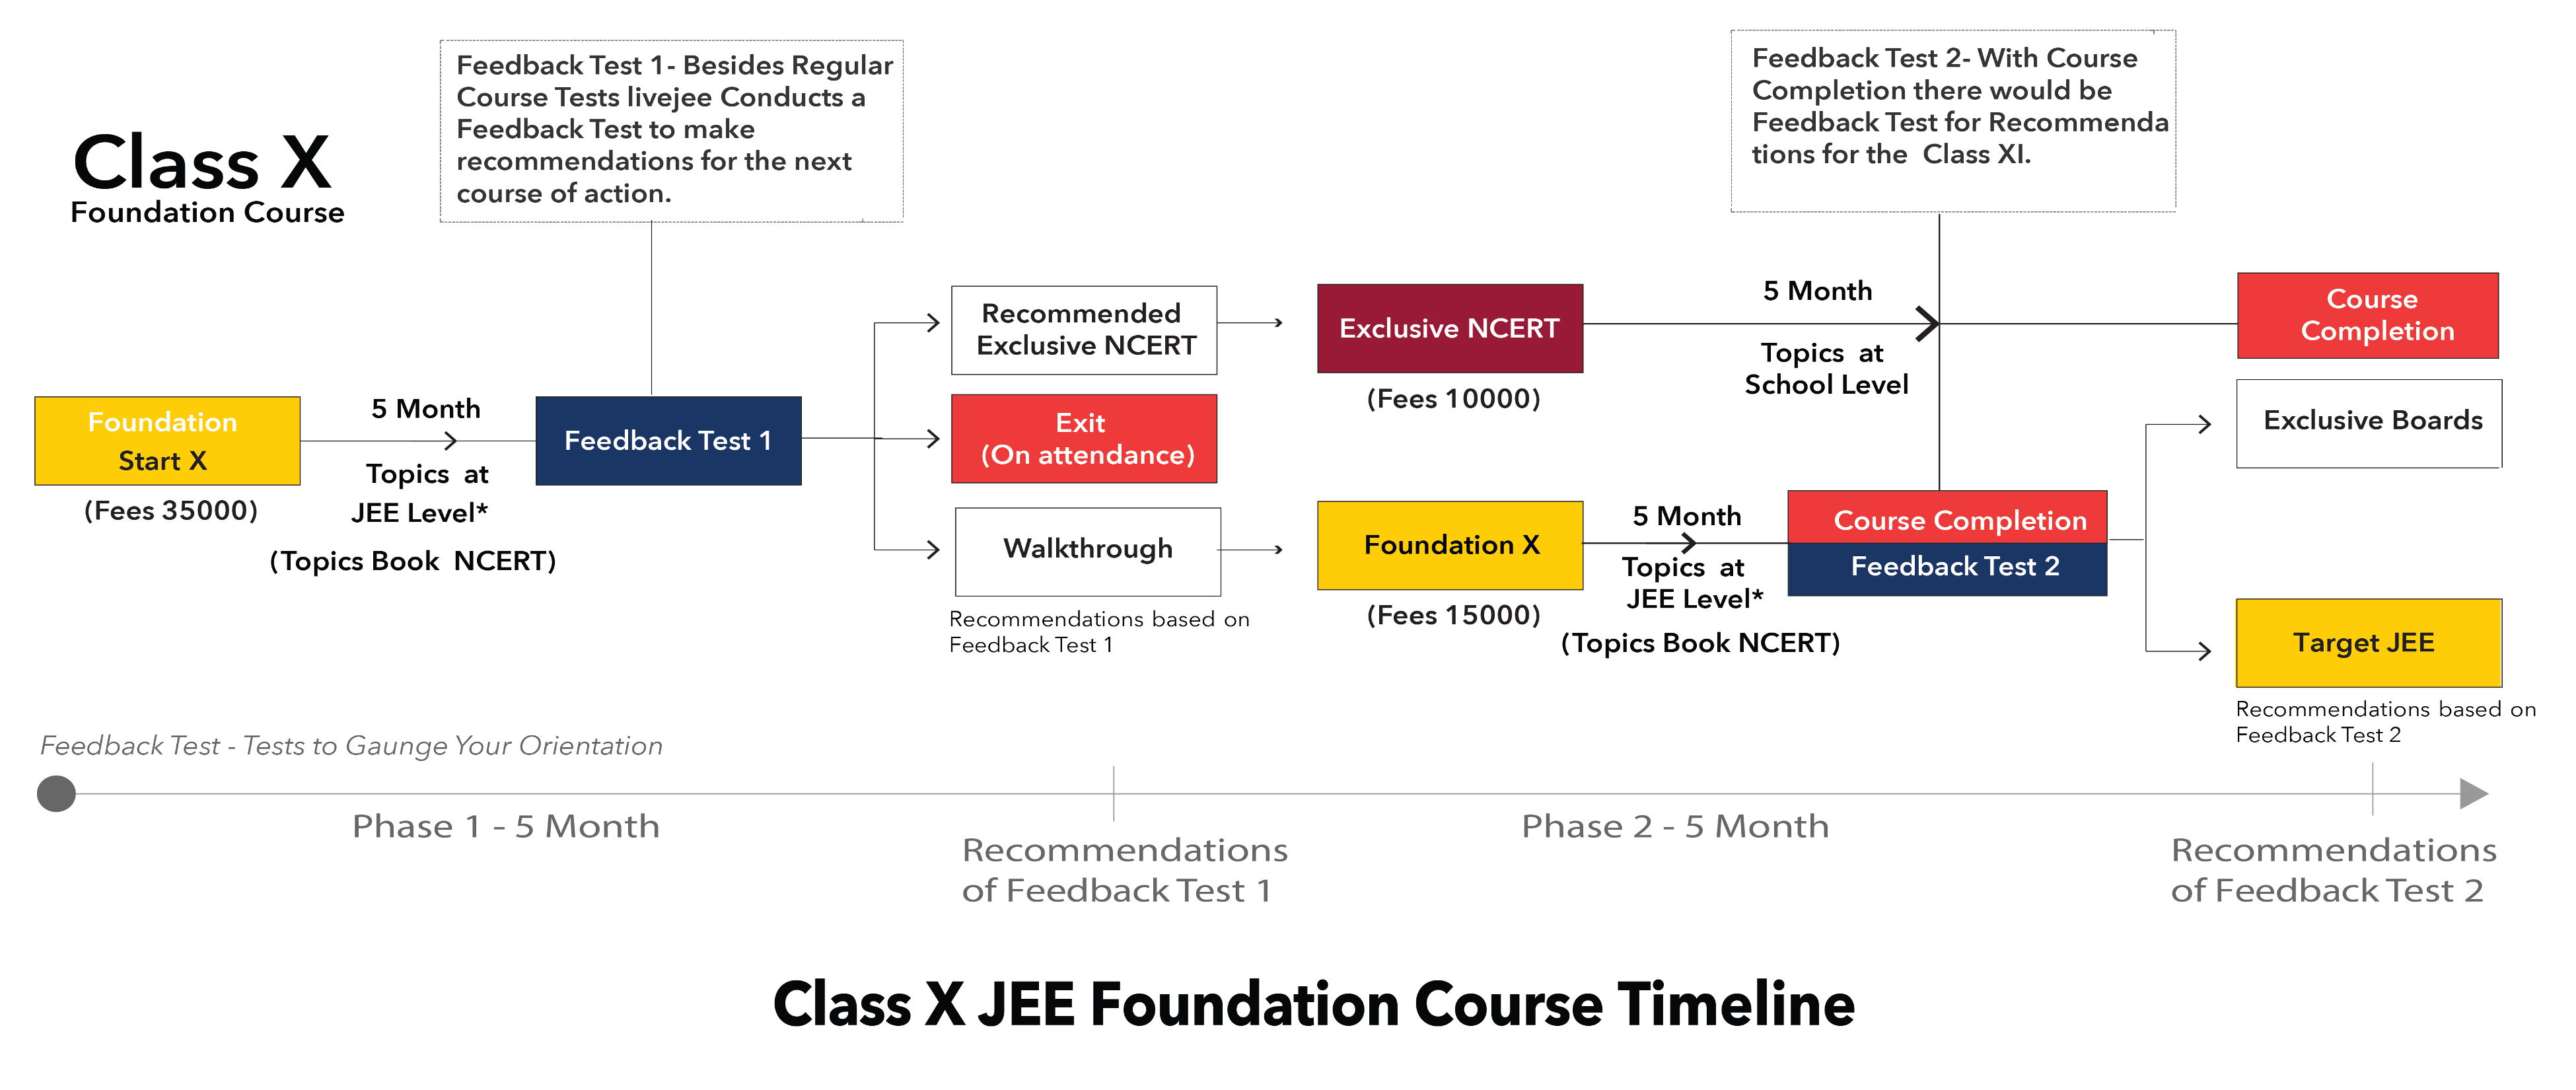 Class X
Foundation Course
Feedback Test 1- Besides Regular
Course Tests livejee Conducts a
Feedback Test to make
recommendations for the next
course of action.
Feedback Test 2- With Course
Completion there would be
Feedback Test for Recommenda
tions for the Class XI.
Foundation
Start X
(Fees 35000)
5 Month
Topics at
JEE Level*
(Topics Book NCERT)
Feedback Test 1
Recommended
Exclusive NCERT
Exit
(On attendance)
Walkthrough
Recommendations based on
Feedback Test 1
Exclusive NCERT
(Fees 10000)
5 Month
Topics at
School Level
Course
Completion
Foundation X
(Fees 15000)
5 Month
Topics at
JEE Level*
(Topics Book NCERT)
Course Completion
Feedback Test 2
Exclusive Boards
Target JEE
Recommendations based on
Feedback Test 2
Feedback Test - Tests to Gaunge Your Orientation
Phase 1 - 5 Month
Recommendations
of Feedback Test 1
Phase 2 - 5 Month
Recommendations
of Feedback Test 2
Class X JEE Foundation Course Timeline